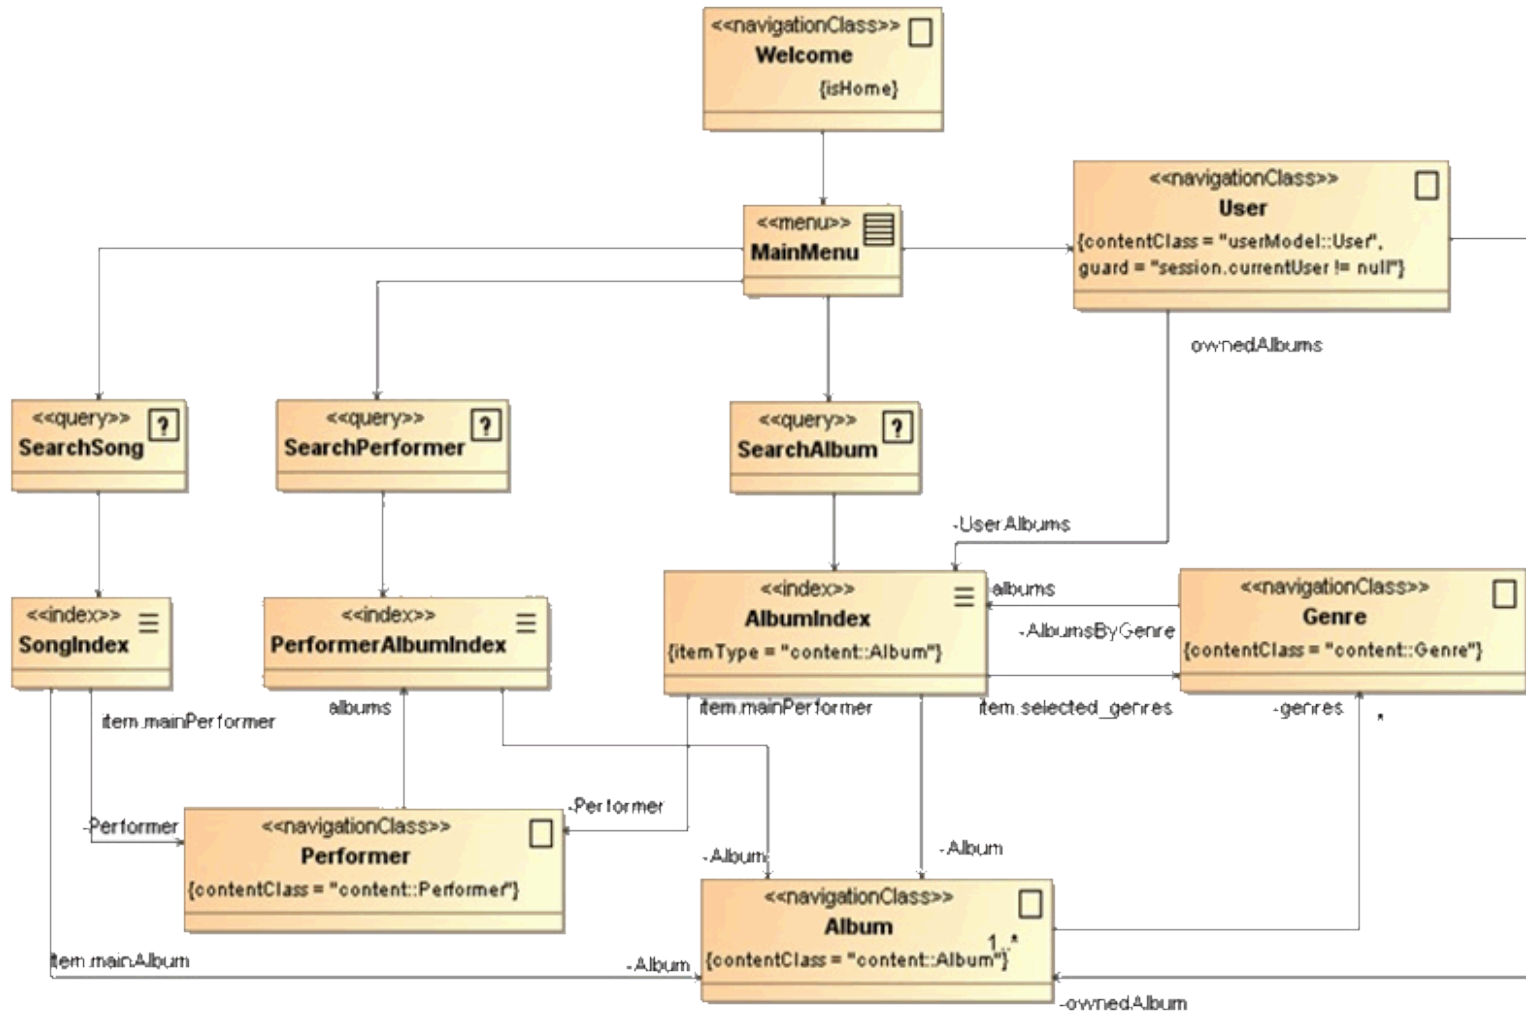 <<navigationClass>>
Welcome
{isHome}
<<navigationClass>>
User
{contentClass = "userModel::User",
guard = "session.currentUser != null"}
<<menu>>
MainMenu
ownedAlbums
<<query>>
SearchSong
?
<<query>>
SearchPerformer
?
<<query>>
SearchAlbum
?
-UserAlbums
<<index>>
SongIndex
<<index>>
PerformerAlbumIndex
<<index>>
AlbumIndex
{itemType = "content::Album"}
albums
-AlbumsByGenre
<<navigationClass>>
Genre
{contentClass = "content::Genre"}
item.mainPerformer
albums
item.mainPerformer
item.selected_genres
-genres
*
-Performer
<<navigationClass>>
Performer
{contentClass = "content::Performer"}
-Performer
-Album
-Album
<<navigationClass>>
Album
1..*
{contentClass = "content::Album"}
item.mainAlbum
-Album
-ownedAlbum